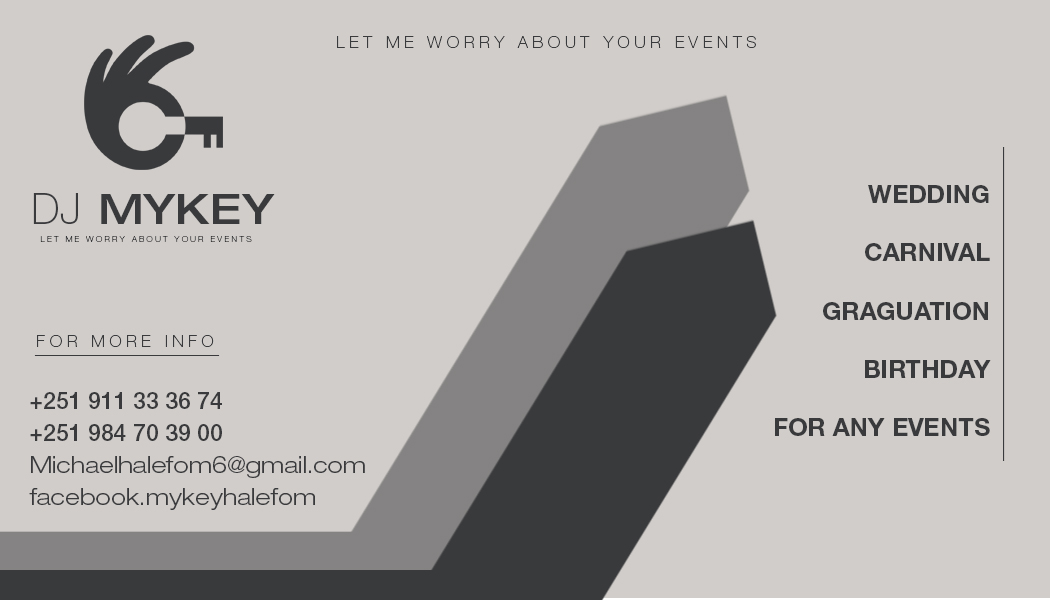 LET ME WORRY ABOUT YOUR EVENTS
DJ MYKEY
LET ME WORRY ABOUT YOUR EVENTS
FOR MORE INFO
+251 911 33 36 74
+251 984 70 39 00
Michaelhalefom6@gmail.com
facebook.mykeyhalefom
WEDDING
CARNIVAL
GRAGUATION
BIRTHDAY
FOR ANY EVENTS